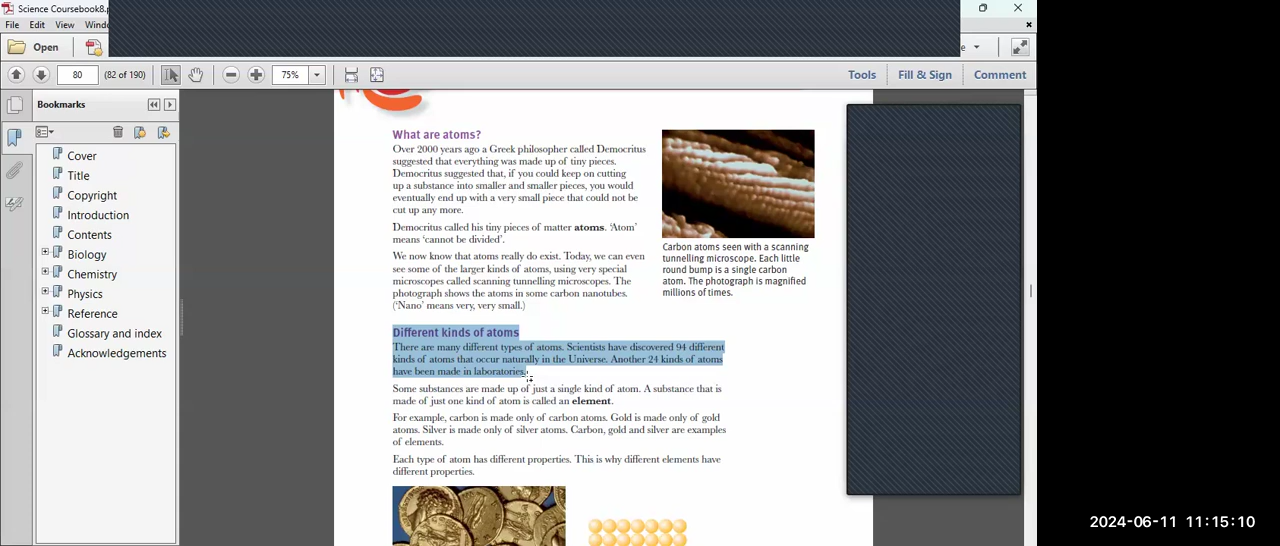 Science Coursebook8.p
File Edit View Windo
Open
80 (82 of 190) 75% Tools Fill & Sign Comment
Bookmarks
Cover
Title
Copyright
Introduction
Contents
Biology
Chemistry
Physics
Reference
Glossary and index
Acknowledgements
What are atoms?
Over 2000 years ago a Greek philosopher called Democritus
suggested that everything was made up of tiny pieces.
Democritus suggested that, if you could keep on cutting
up a substance into smaller and smaller pieces, you would
eventually end up with a very small piece that could not be
cut up any more.
Democritus called his tiny pieces of matter atoms. ‘Atom’
means ‘cannot be divided’.
We now know that atoms really do exist. Today, we can even
see some of the larger kinds of atoms, using very special
microscopes called scanning tunnelling microscopes. The
photograph shows the atoms in some carbon nanotubes.
(‘Nano’ means very, very small.)
Carbon atoms seen with a scanning
tunnelling microscope. Each little
round bump is a single carbon
atom. The photograph is magnified
millions of times.
Different kinds of atoms
There are many different types of atoms. Scientists have discovered 94 different
kinds of atoms that occur naturally in the Universe. Another 24 kinds of atoms
have been made in laboratories.
Some substances are made up of just a single kind of atom. A substance that is
made of just one kind of atom is called an element.
For example, carbon is made only of carbon atoms. Gold is made only of gold
atoms. Silver is made only of silver atoms. Carbon, gold and silver are examples
of elements.
Each type of atom has different properties. This is why different elements have
different properties.
2024-06-11 11:15:10